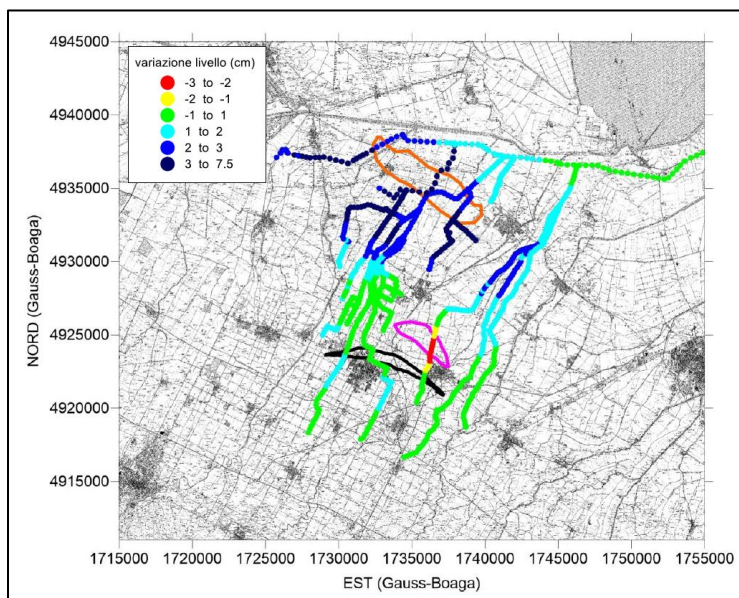 variazione livello (cm)
-3 to -2
-2 to -1
-1 to 1
1 to 2
2 to 3
3 to 7.5
4945000
4940000
4935000
4930000
4925000
4920000
4915000
NORD (Gauss-Boaga)
1715000 1720000 1725000 1730000 1735000 1740000 1745000 1750000 1755000
EST (Gauss-Boaga)